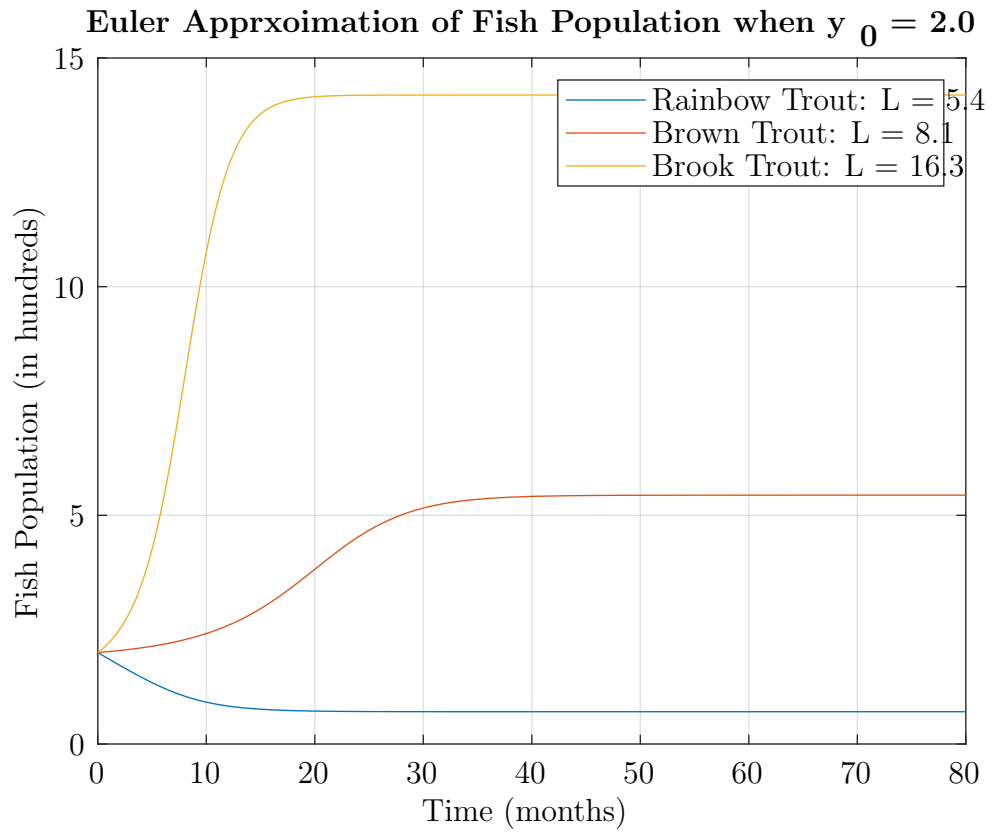 Euler Apprxoimation of Fish Population when y 0 = 2.0
15
Rainbow Trout: L = 5.4
Brown Trout: L = 8.1
Brook Trout: L = 16.3
10
Fish Population (in hundreds)
5
0
0 10 20 30 40 50 60 70 80
Time (months)